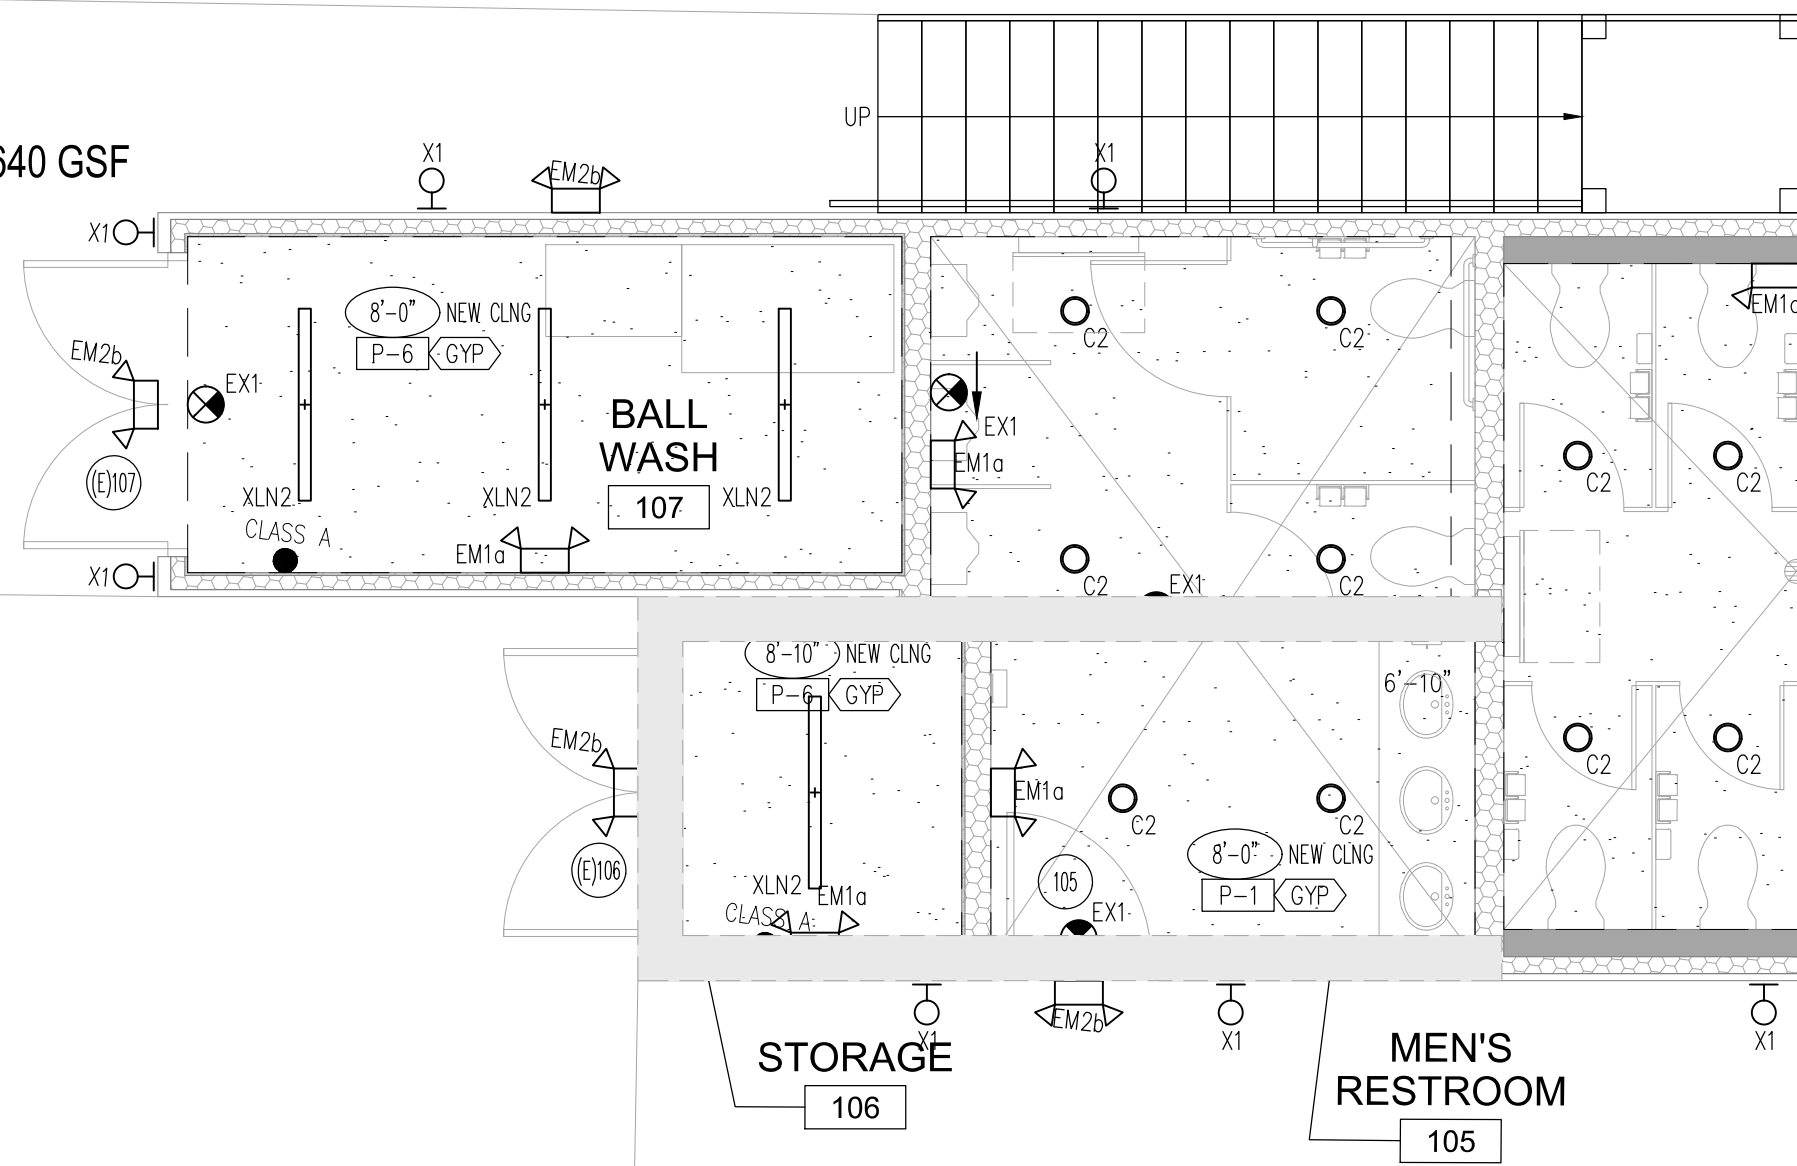 UP
640 GSF
X1
EM2b
X1
X1
8'-0" NEW CLNG
P-6 GYP
C2
C2
EM1a
EM2b
EX1
BALL
WASH
107
EX1
EM1a
(E)107
XLN2
XLN2
XLN2
C2
C2
CLASS A
EM1a
X1
C2
C2
EX1
8'-10" NEW CLNG
P-6 GYP
6'-10"
EM2b
EM1a
C2
C2
C2
C2
8'-0" NEW CLNG
P-1 GYP
(E)106
105
XLN2
EM1a
CLASS A
EX1
X1
EM2b
X1
X1
STORAGE
106
MEN'S
RESTROOM
105